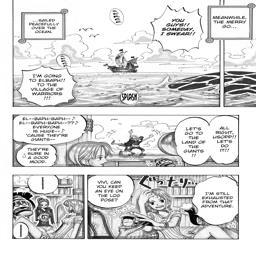 MEANWHILE,
THE MERRY
GO...
...SAILED
PEACEFULLY
OVER THE
OCEAN.
YOU
GUYS!!
SOMEDAY,
I SWEAR!!
I'M GOING
TO ELBAPH!!
TO THE
VILLAGE OF
WARRIORS
!!!
SPLASH
ALL
RIGHT,
USOPP!!
LET'S
DO
IT!!
LET'S
GO TO
THE LAND
OF THE
GIANTS
!!
EL--BAPH--BAPH--♪
EL--BAPH--BAPH--??
EVERYONE
IS HUGE--♪
'CAUSE THEY'RE
GIANTS--♪
THEY'RE
SURE IN
A GOOD
MOOD.
I'M STILL
EXHAUSTED
FROM THAT
ADVENTURE.
VIVI, CAN YOU
KEEP AN EYE
ON THE
LOG POSE?